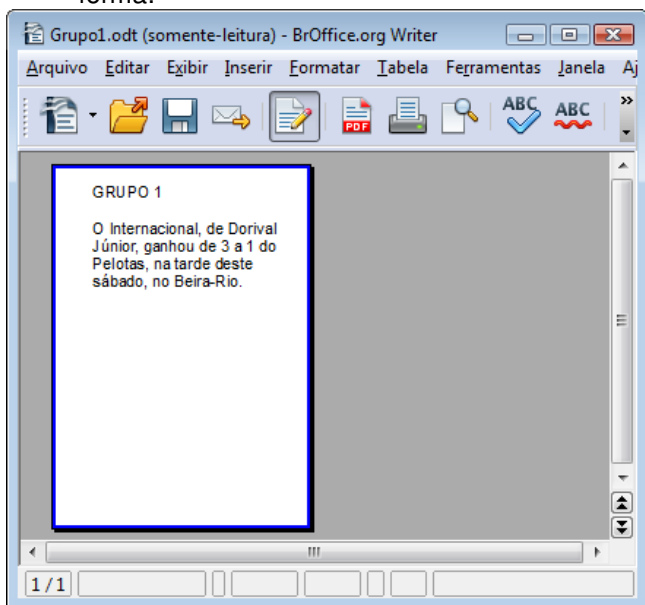 forma:
Grupo1.odt (somente-leitura) - BrOffice.org Writer
Arquivo Editar Exibir Inserir Formatar Tabela Ferramentas Janela Aj
PDF ABC ABC »
GRUPO 1
O Internacional, de Dorival
Júnior, ganhou de 3 a 1 do
Pelotas, na tarde deste
sábado, no Beira-Rio.
1/1